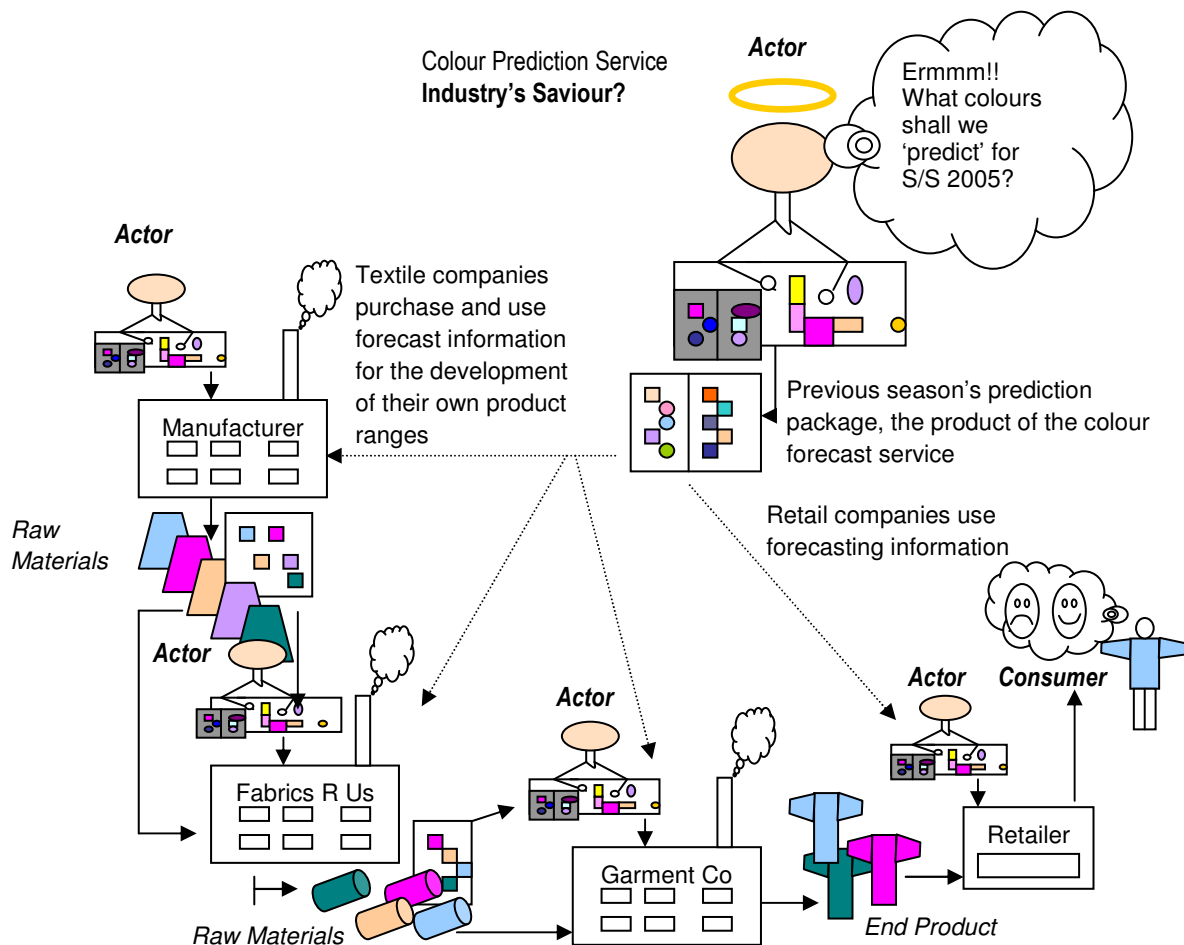 Colour Prediction Service
Industry's Saviour?
Actor
Ermmm!!
What colours
shall we
‘predict’ for
S/S 2005?
Actor
Textile companies
purchase and use
forecast information
for the development
of their own product
ranges
Previous season's prediction
package, the product of the colour
forecast service
Manufacturer
Raw
Materials
Retail companies use
forecasting information
Actor
Actor
Actor
Consumer
Fabrics R Us
Garment Co
Retailer
Raw Materials
End Product